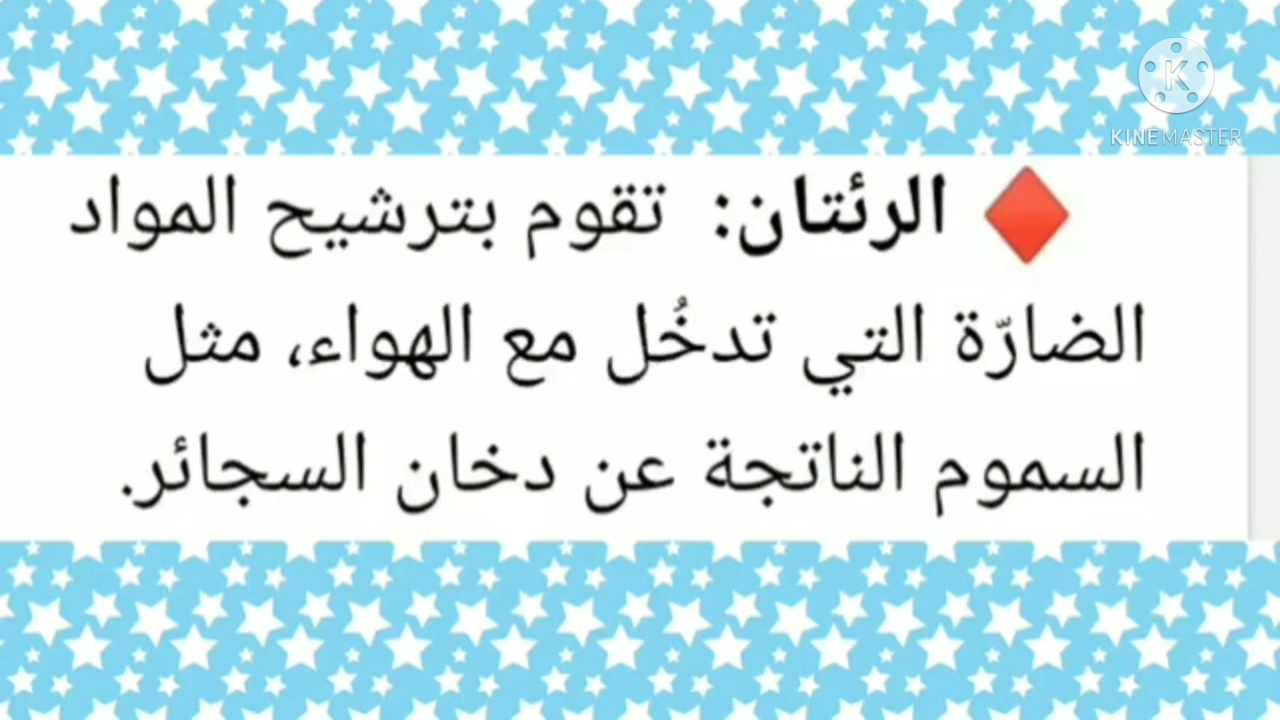 KINEMASTER
♦ الرئتان: تقوم بترشيح المواد
الضارّة التي تدخُل مع الهواء، مثل
السموم الناتجة عن دخان السجائر.